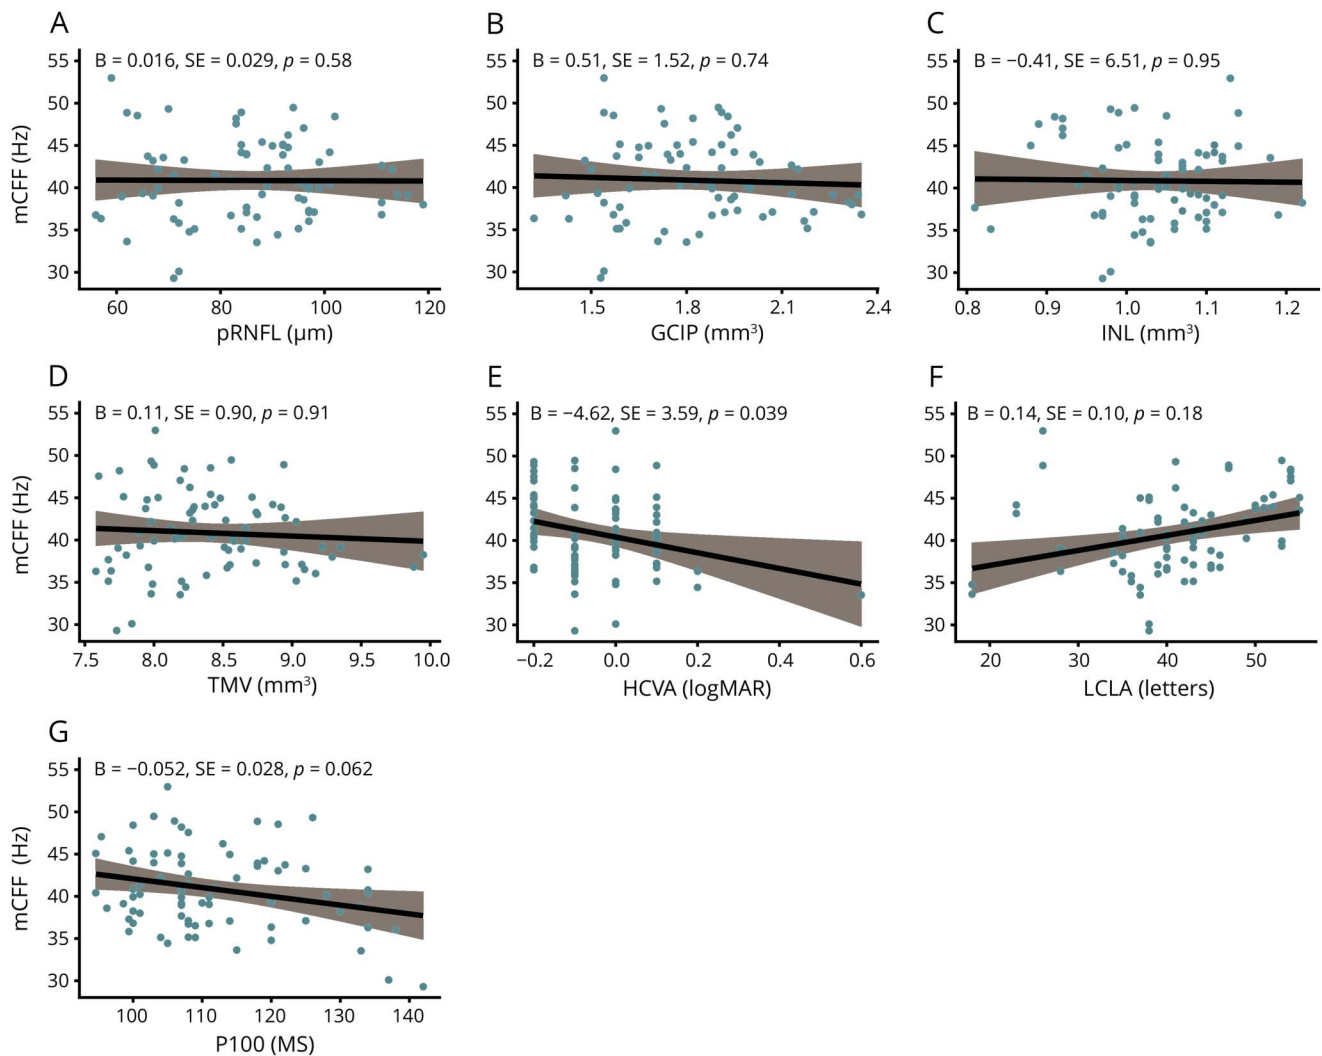 A
B = 0.016, SE = 0.029, p = 0.58
mCFF (Hz)
55
50
45
40
35
30
60 80 100 120
pRNFL (μm)
B
B = 0.51, SE = 1.52, p = 0.74
55
50
45
40
35
30
1.5 1.8 2.1 2.4
GCIP (mm³)
C
B = −0.41, SE = 6.51, p = 0.95
55
50
45
40
35
30
0.8 0.9 1.0 1.1 1.2
INL (mm³)
D
B = 0.11, SE = 0.90, p = 0.91
mCFF (Hz)
55
50
45
40
35
30
7.5 8.0 8.5 9.0 9.5 10.0
TMV (mm³)
E
B = −4.62, SE = 3.59, p = 0.039
55
50
45
40
35
30
−0.2 0.0 0.2 0.4 0.6
HCVA (logMAR)
F
B = 0.14, SE = 0.10, p = 0.18
55
50
45
40
35
30
20 30 40 50
LCLA (letters)
G
B = −0.052, SE = 0.028, p = 0.062
mCFF (Hz)
55
50
45
40
35
30
100 110 120 130 140
P100 (MS)